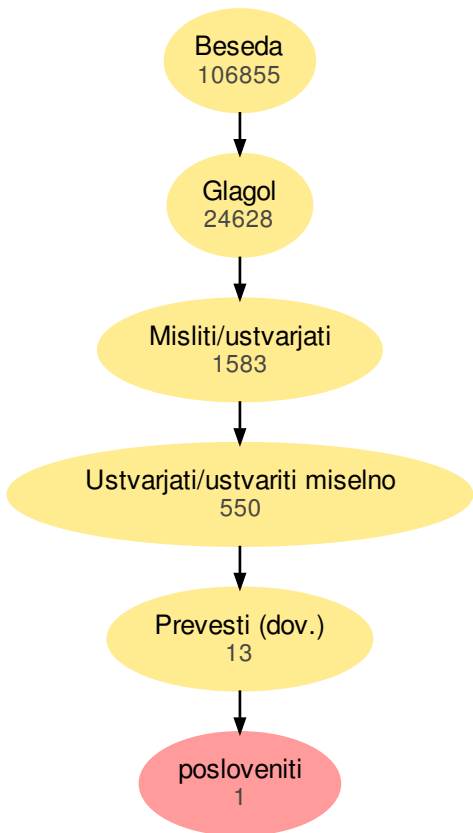 Beseda
106855
Glagol
24628
Misliti/ustvarjati
1583
Ustvarjati/ustvariti miselno
550
Prevesti (dov.)
13
posloveniti
1